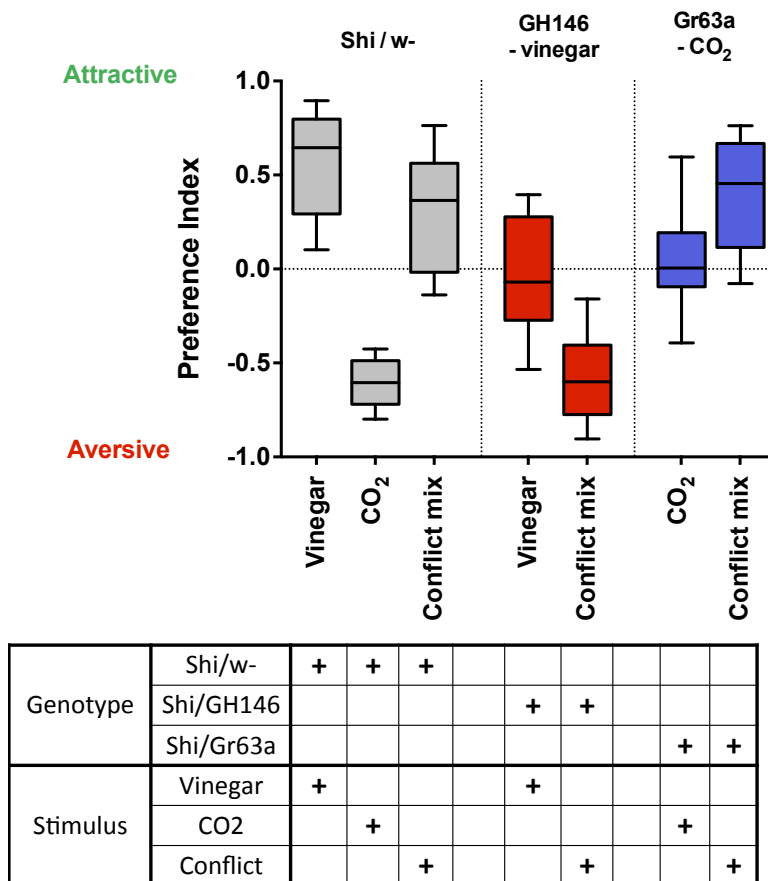 Shi / w-
GH146
- vinegar
Gr63a
- CO₂
Attractive
Aversive
Preference Index
1.0
0.5
0.0
-0.5
-1.0
Vinegar
CO₂
Conflict mix
Vinegar
Conflict mix
CO₂
Conflict mix
Genotype
Shi/w- + + +
Shi/GH146 + +
Shi/Gr63a + +
Stimulus
Vinegar + +
CO2 + +
Conflict + + +